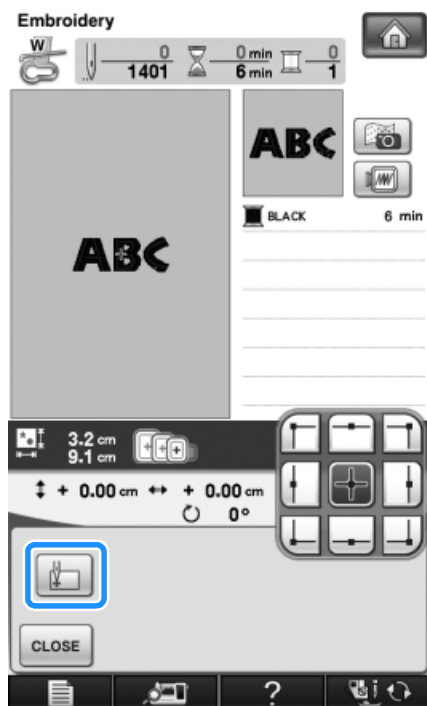 Embroidery
W
0 0 min 0
1401 6 min 1
ABC
ABC
BLACK 6 min
3.2 cm
9.1 cm
+ 0.00 cm + 0.00 cm
0°
CLOSE
?